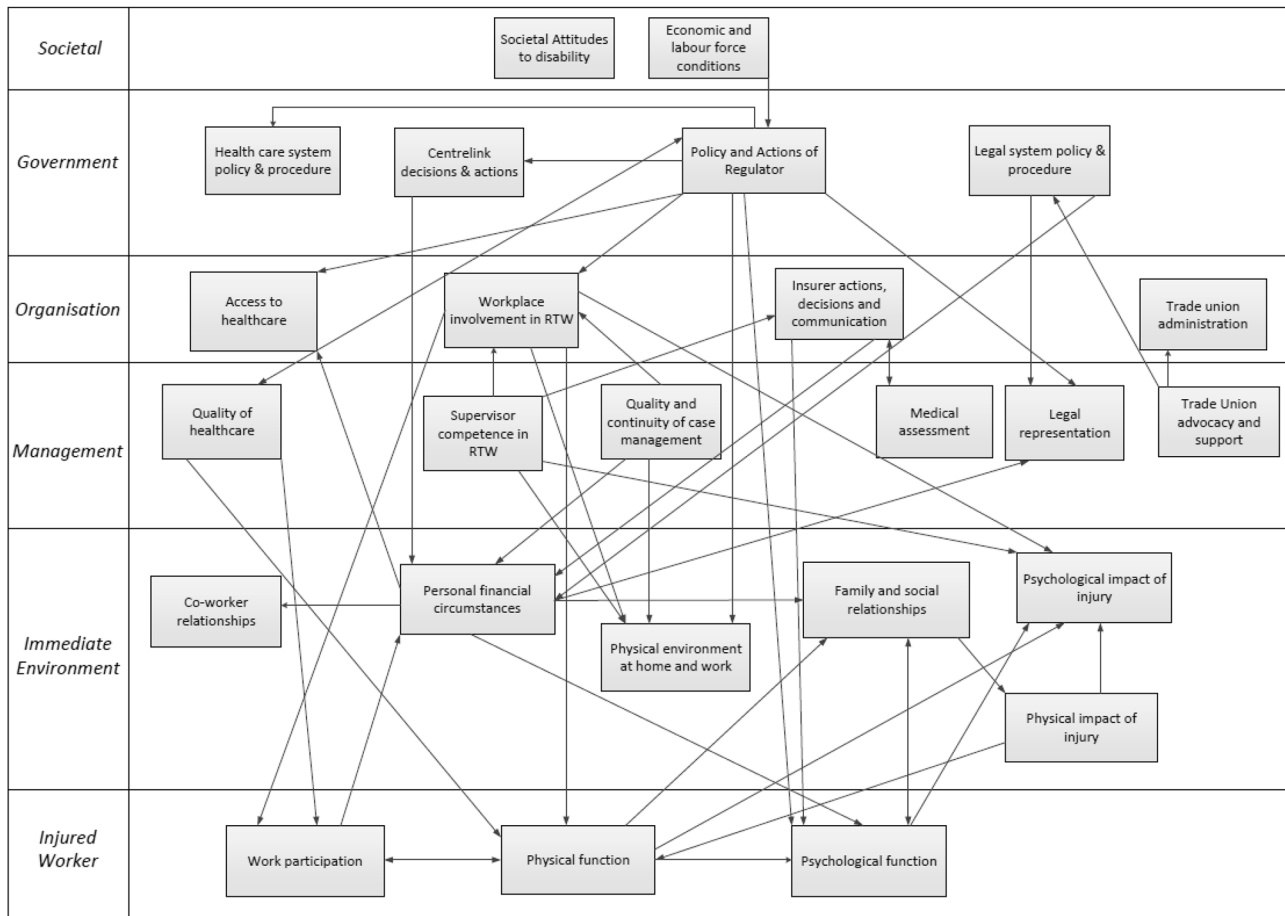 Societal
Societal Attitudes
to disability
Economic and
labour force
conditions
Government
Health care system
policy & procedure
Centrelink
decisions & actions
Policy and Actions of
Regulator
Legal system policy &
procedure
Organisation
Access to
healthcare
Workplace
involvement in RTW
Insurer actions,
decisions and
communication
Trade union
administration
Management
Quality of
healthcare
Supervisor
competence in
RTW
Quality and
continuity of case
management
Medical
assessment
Legal
representation
Trade Union
advocacy and
support
Immediate
Environment
Co-worker
relationships
Personal financial
circumstances
Physical environment
at home and work
Family and social
relationships
Psychological impact of
injury
Physical impact of
injury
Injured
Worker
Work participation
Physical function
Psychological function